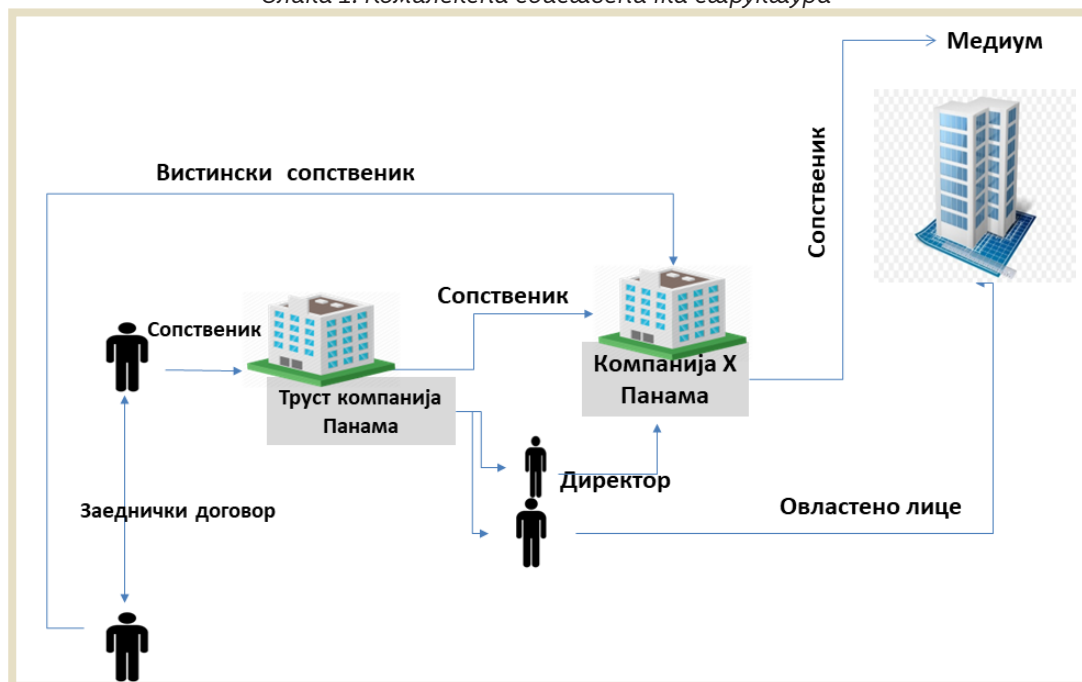 Медиум
Сопственик
Вистински сопственик
Сопственик
Сопственик
Компанија Х
Панама
Труст компанија
Панама
Директор
Заеднички договор
Овластено лице